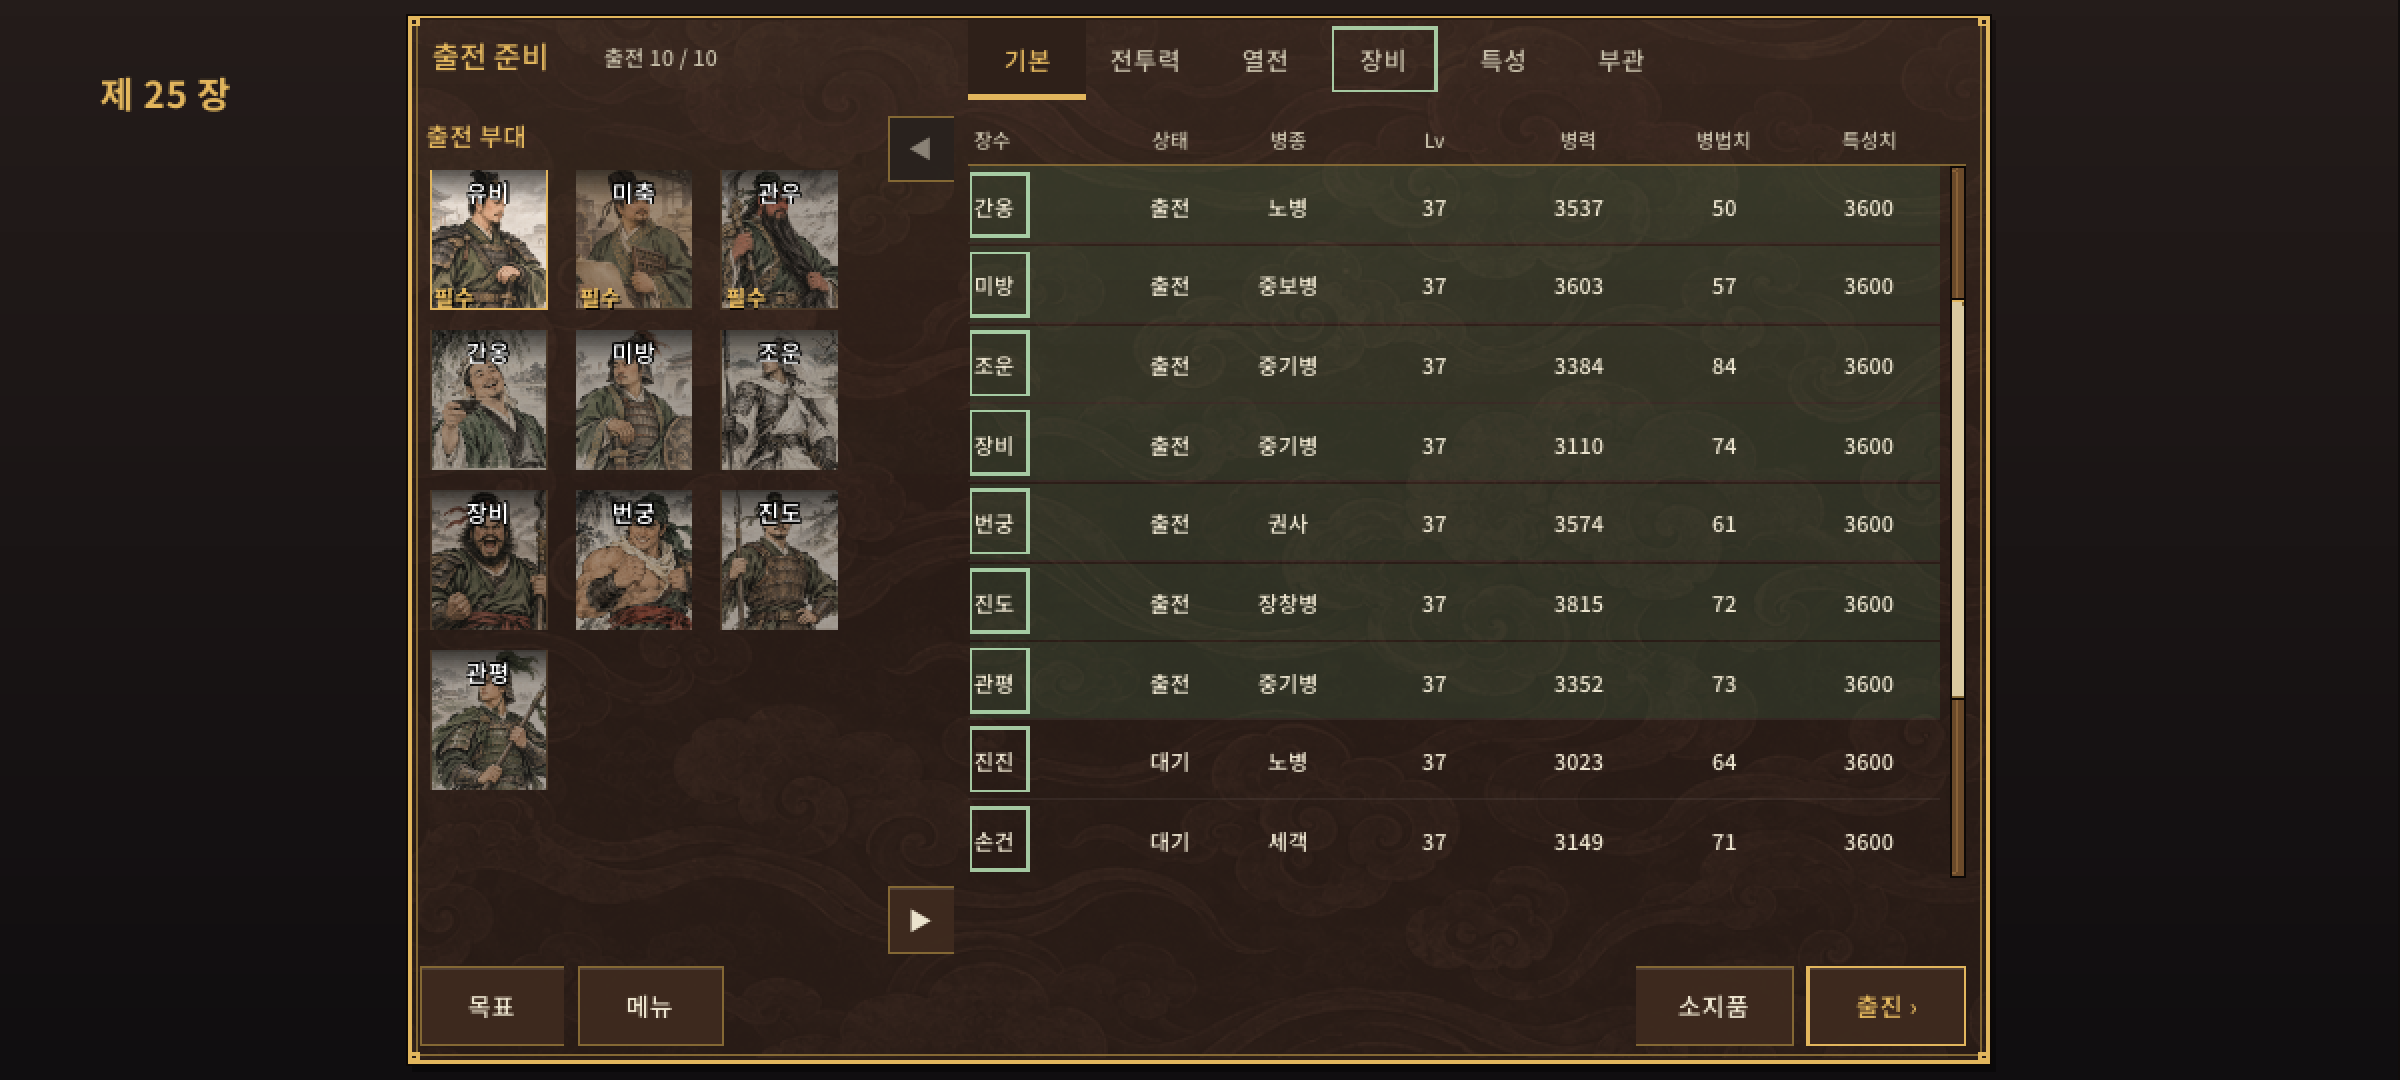 제 25 장
출전 준비
출전 10 / 10
출전 부대
유비
필수
미축
필수
관우
필수
간옹
미방
조운
장비
번궁
진도
관평
목표
메뉴
기본 전투력 열전 장비 특성 부관
장수 상태 병종 Lv 병력 병법치 특성치
간옹 출전 노병 37 3537 50 3600
미방 출전 중보병 37 3603 57 3600
조운 출전 중기병 37 3384 84 3600
장비 출전 중기병 37 3110 74 3600
번궁 출전 권사 37 3574 61 3600
진도 출전 장창병 37 3815 72 3600
관평 출전 중기병 37 3352 73 3600
진진 대기 노병 37 3023 64 3600
손건 대기 세객 37 3149 71 3600
소지품
출진 ›